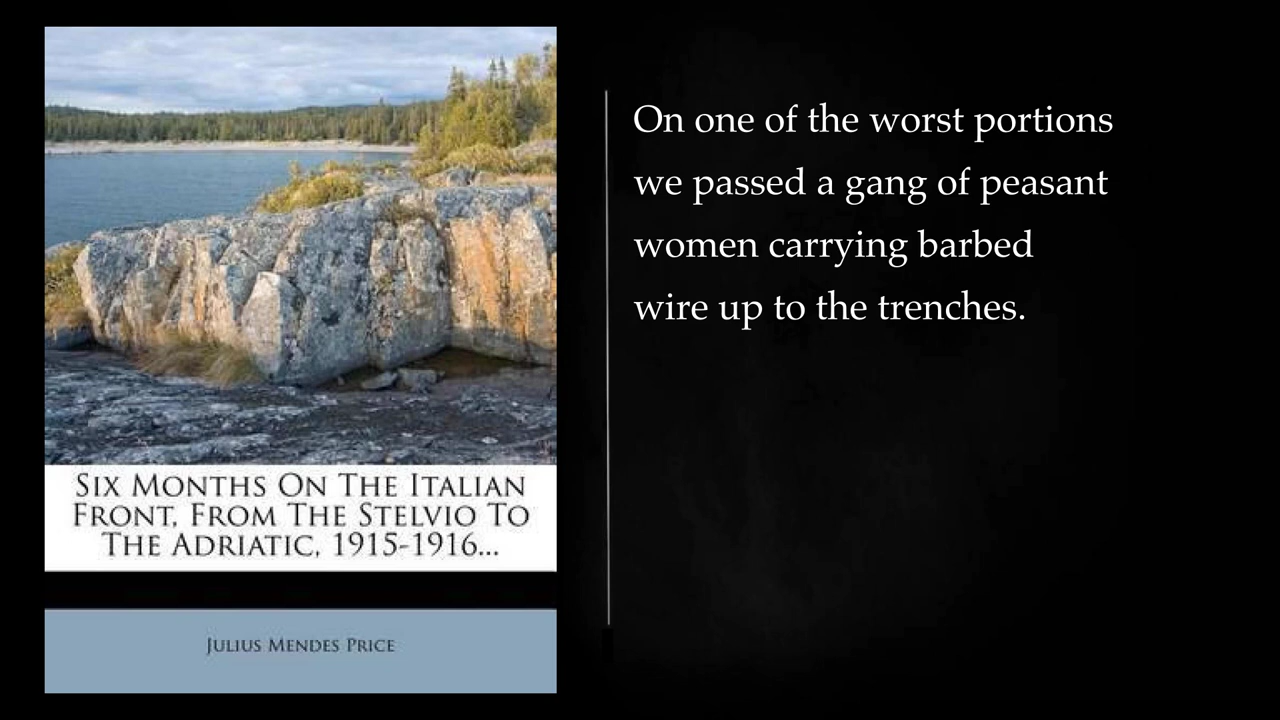 Six Months On The Italian
Front, From The Stelvio To
The Adriatic, 1915-1916...
Julius Mendes Price
On one of the worst portions
we passed a gang of peasant
women carrying barbed
wire up to the trenches.